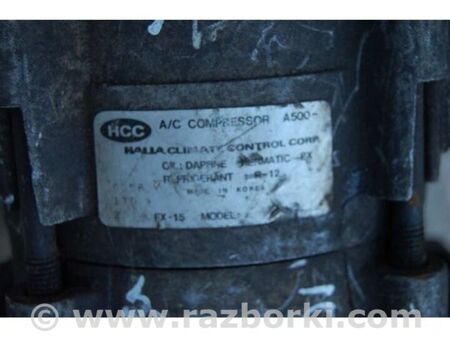 HCC A/C COMPRESSOR A500-
HALLA CLIMATE CONTROL CORP.
OIL: DAPHNE HERMATIC-FX
REFRIGERANT : R-12
MADE IN KOREA
FX-15 MODEL:
© www.razborki.com